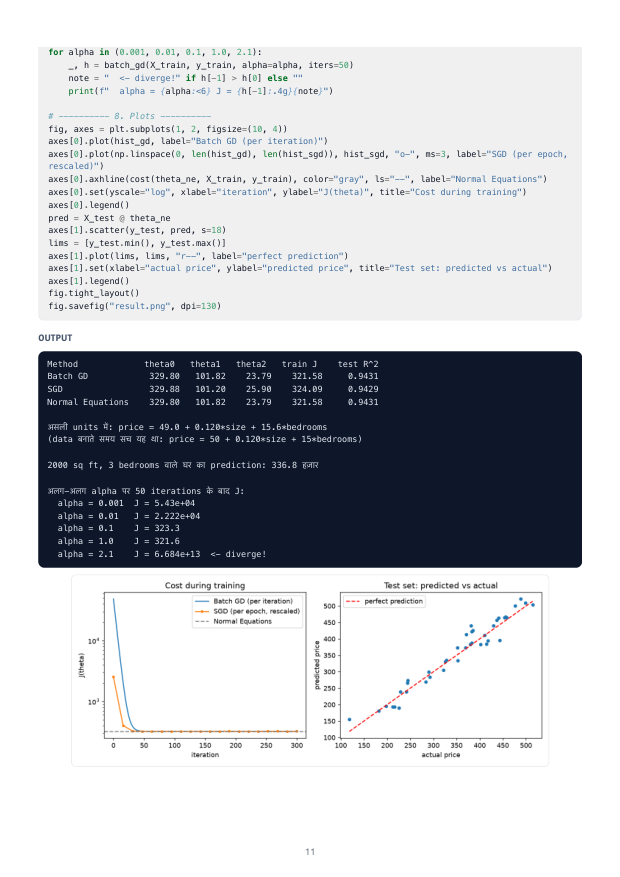 for alpha in (0.001, 0.01, 0.1, 1.0, 2.1):
    _, h = batch_gd(X_train, y_train, alpha=alpha, iters=50)
    note = "  <− diverge!" if h[−1] > h[0] else ""
    print(f"  alpha = {alpha:<6} J = {h[−1]:.4g}{note}")
# −−−−−−−−−− 8. Plots −−−−−−−−−−
fig, axes = plt.subplots(1, 2, figsize=(10, 4))
axes[0].plot(hist_gd, label="Batch GD (per iteration)")
axes[0].plot(np.linspace(0, len(hist_gd), len(hist_sgd)), hist_sgd, "o−", ms=3, label="SGD (per epoch,
rescaled)")
axes[0].axhline(cost(theta_ne, X_train, y_train), color="gray", ls="−−", label="Normal Equations")
axes[0].set(yscale="log", xlabel="iteration", ylabel="J(theta)", title="Cost during training")
axes[0].legend()
pred = X_test @ theta_ne
axes[1].scatter(y_test, pred, s=18)
lims = [y_test.min(), y_test.max()]
axes[1].plot(lims, lims, "r−−", label="perfect prediction")
axes[1].set(xlabel="actual price", ylabel="predicted price", title="Test set: predicted vs actual")
axes[1].legend()
fig.tight_layout()
fig.savefig("result.png", dpi=130)
OUTPUT
Method             theta0   theta1   theta2   train J    test R^2
Batch GD           329.80   101.82    23.79    321.58      0.9431
SGD                329.88   101.20    25.90    324.09      0.9429
Normal Equations   329.80   101.82    23.79    321.58      0.9431
असली units में: price = 49.0 + 0.120*size + 15.6*bedrooms
(data बनाते समय सच यह था: price = 50 + 0.120*size + 15*bedrooms)
2000 sq ft, 3 bedrooms वाले घर का prediction: 336.8 हजार
अलग−अलग alpha पर 50 iterations के बाद J:
  alpha = 0.001  J = 5.43e+04
  alpha = 0.01   J = 2.222e+04
  alpha = 0.1    J = 323.3
  alpha = 1.0    J = 321.6
  alpha = 2.1    J = 6.684e+13  <− diverge!
Cost during training
Batch GD (per iteration)
SGD (per epoch, rescaled)
Normal Equations
10⁴
10³
J(theta)
0 50 100 150 200 250 300
iteration
Test set: predicted vs actual
perfect prediction
500
450
400
350
300
250
200
150
100
predicted price
100 150 200 250 300 350 400 450 500
actual price
11